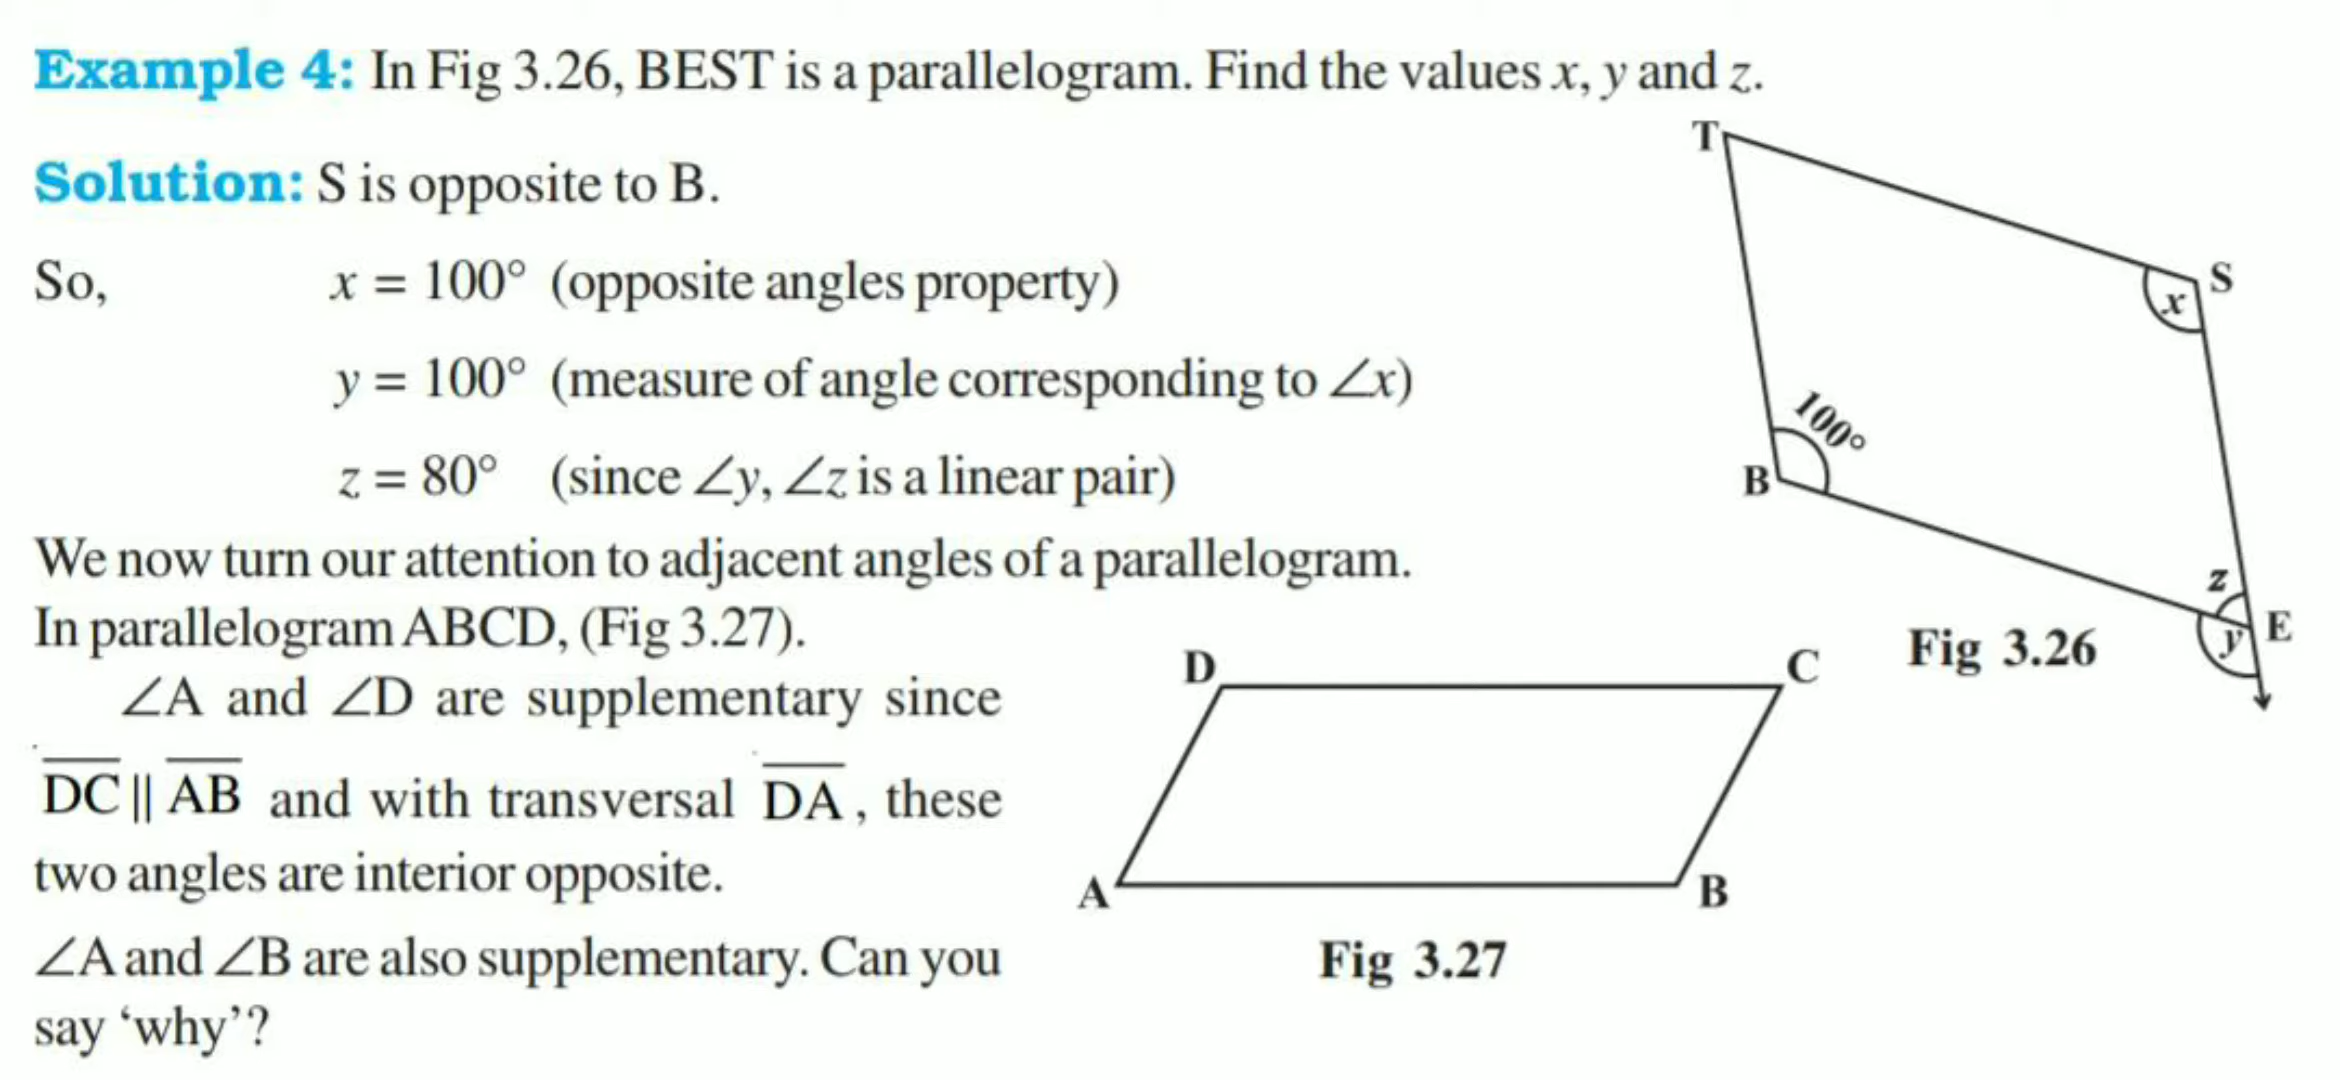 Example 4: In Fig 3.26, BEST is a parallelogram. Find the values x, y and z.
Solution: S is opposite to B.
So, x = 100° (opposite angles property)
y = 100° (measure of angle corresponding to ∠x)
z = 80° (since ∠y, ∠z is a linear pair)
We now turn our attention to adjacent angles of a parallelogram.
In parallelogram ABCD, (Fig 3.27).
∠A and ∠D are supplementary since
D̅C̅ || A̅B̅ and with transversal D̅A̅, these
two angles are interior opposite.
∠A and ∠B are also supplementary. Can you
say ‘why’?
T
S
x
100°
B
z
E
y
Fig 3.26
D
C
A
B
Fig 3.27